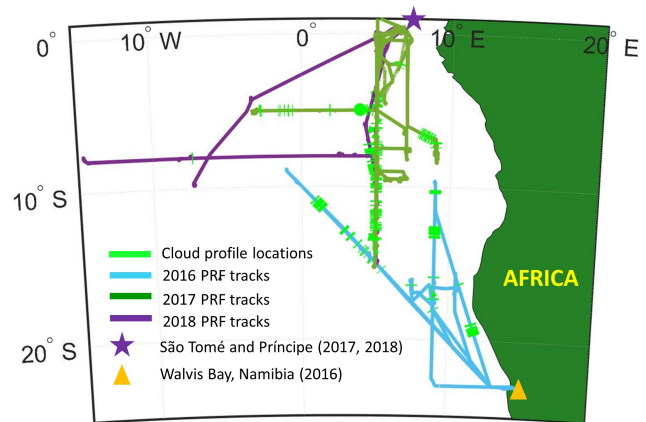 0° 10° W 0° 10° E 20° E
10° S
20° S
AFRICA
Cloud profile locations
2016 PRF tracks
2017 PRF tracks
2018 PRF tracks
São Tomé and Príncipe (2017, 2018)
Walvis Bay, Namibia (2016)